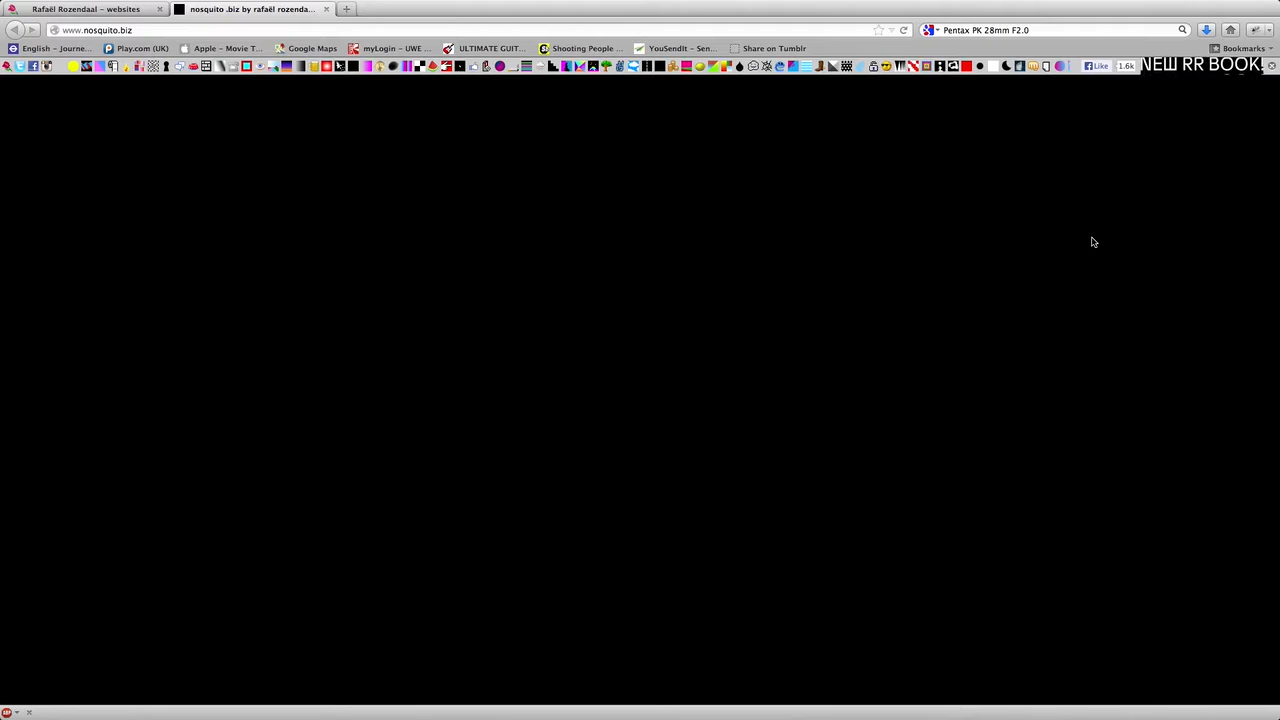 Rafaël Rozendaal – websites
nosquito .biz by rafaël rozenda...
www.nosquito.biz
Pentax PK 28mm F2.0
English – Journe...
Play.com (UK)
Apple – Movie T...
Google Maps
myLogin – UWE ...
ULTIMATE GUIT...
Shooting People ...
YouSendIt – Sen...
Share on Tumblr
Bookmarks
Like
1.6k
NEW RR BOOK
ABP